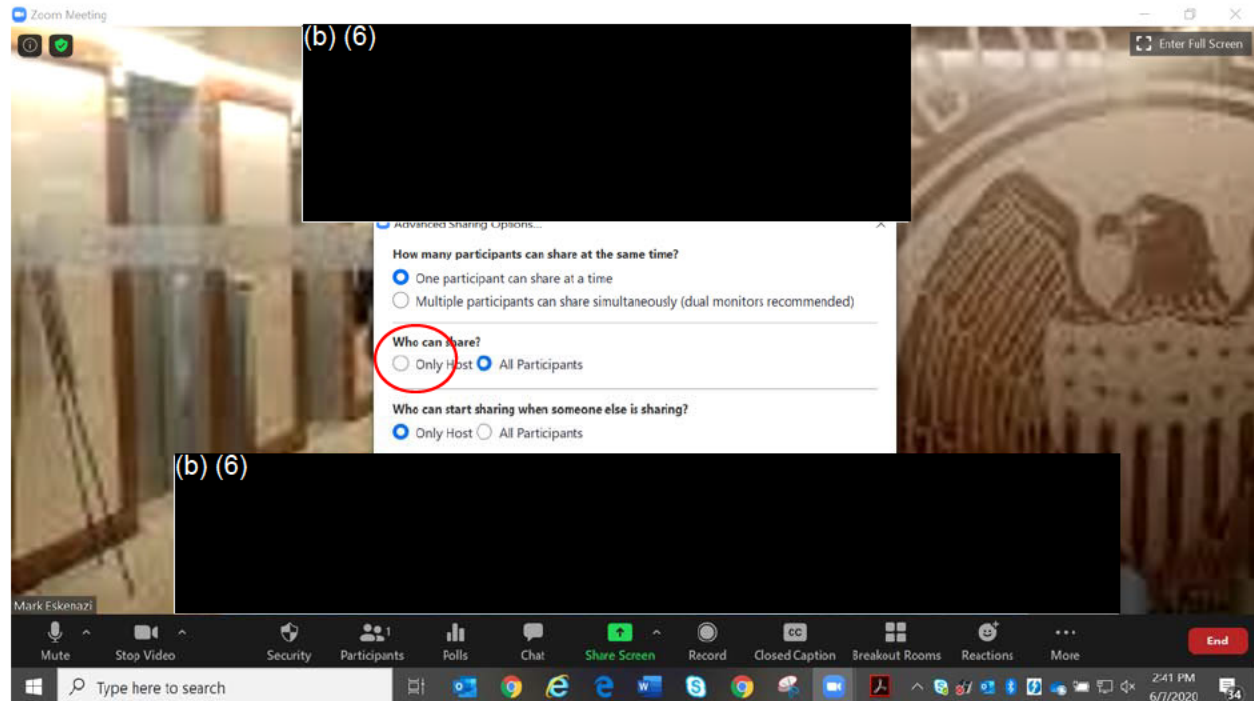 Zoom Meeting
(b) (6)
Enter Full Screen
Advanced Sharing Options...
How many participants can share at the same time?
One participant can share at a time
Multiple participants can share simultaneously (dual monitors recommended)
Who can share?
Only Host All Participants
Who can start sharing when someone else is sharing?
Only Host All Participants
(b) (6)
Mark Eskenazi
1
CC
Mute Stop Video Security Participants Polls Chat Share Screen Record Closed Caption Breakout Rooms Reactions More End
Type here to search
2:41 PM
6/7/2020
34